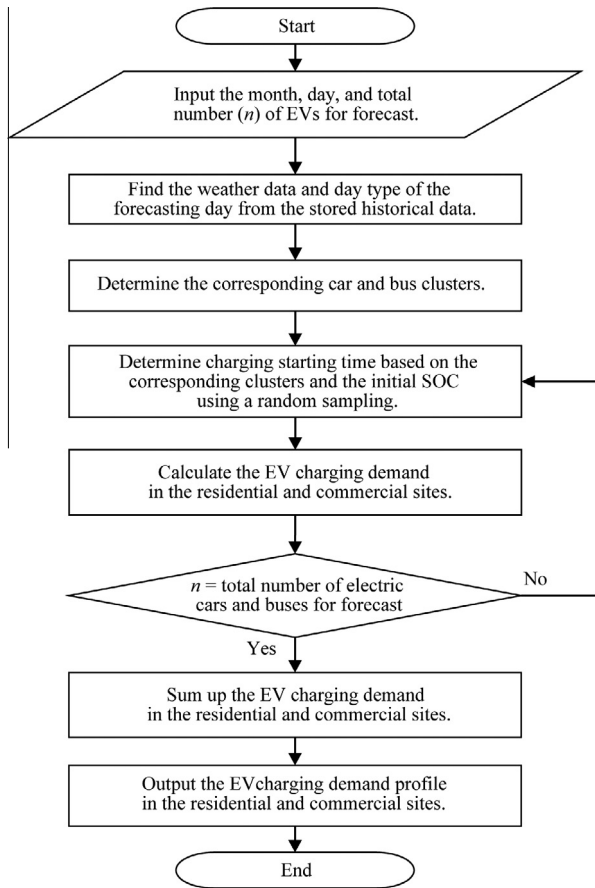 Start
Input the month, day, and total
number (n) of EVs for forecast.
Find the weather data and day type of the
forecasting day from the stored historical data.
Determine the corresponding car and bus clusters.
Determine charging starting time based on the
corresponding clusters and the initial SOC
using a random sampling.
Calculate the EV charging demand
in the residential and commercial sites.
n = total number of electric
cars and buses for forecast
No
Yes
Sum up the EV charging demand
in the residential and commercial sites.
Output the EVcharging demand profile
in the residential and commercial sites.
End